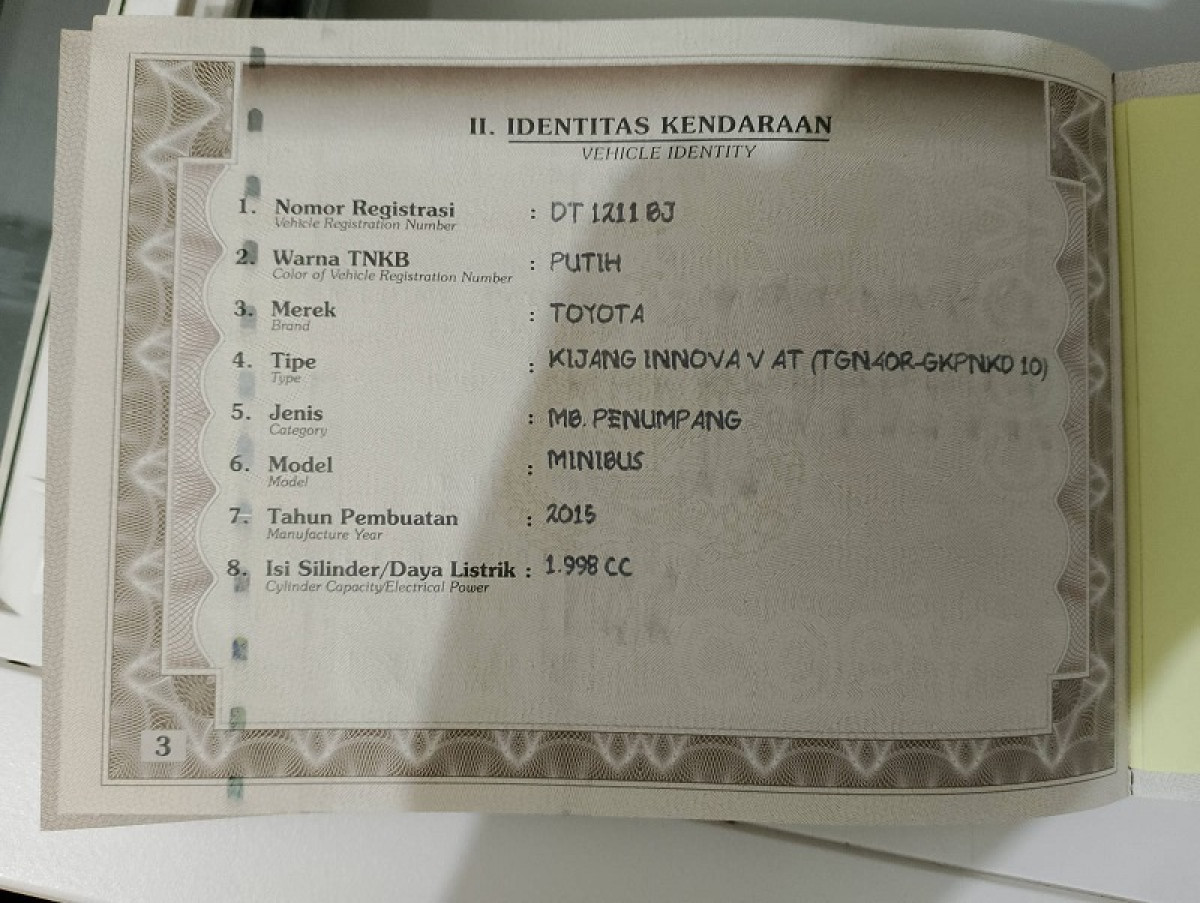 II. IDENTITAS KENDARAAN
VEHICLE IDENTITY
1. Nomor Registrasi : DT 1211 BJ
Vehicle Registration Number
2. Warna TNKB : PUTIH
Color of Vehicle Registration Number
3. Merek : TOYOTA
Brand
4. Tipe : KIJANG INNOVA V AT (TGN40R-GKPNKD 10)
Type
5. Jenis : MB. PENUMPANG
Category
6. Model : MINIBUS
Model
7. Tahun Pembuatan : 2015
Manufacture Year
8. Isi Silinder/Daya Listrik : 1.998 CC
Cylinder Capacity/Electrical Power
3